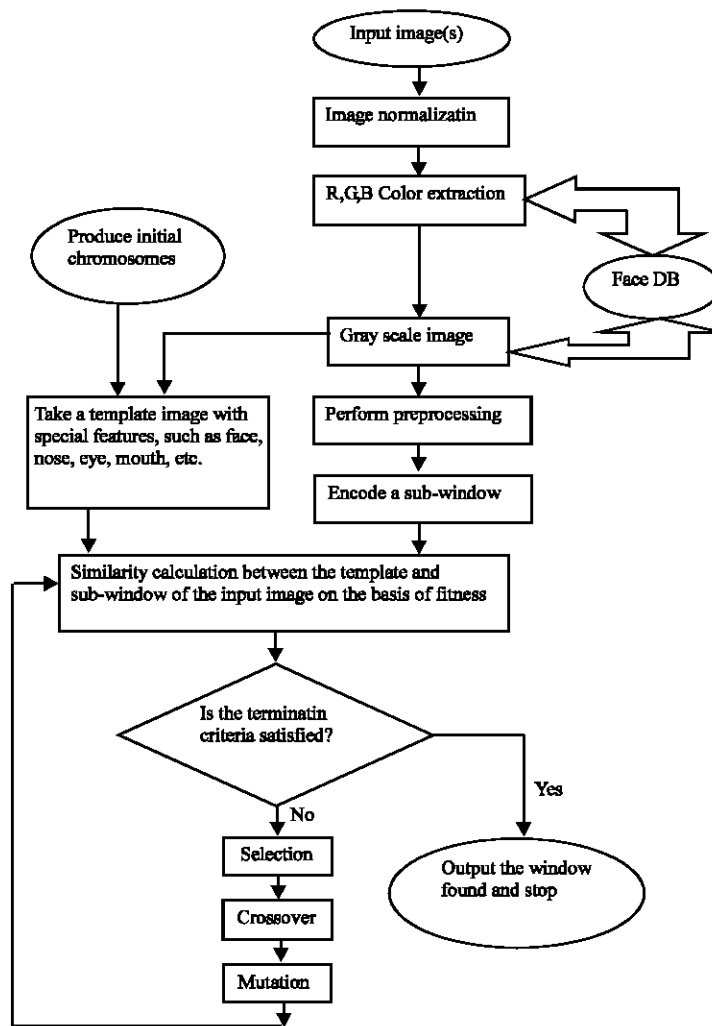 Input image(s)
Image normalizatin
R,G,B Color extraction
Produce initial
chromosomes
Face DB
Gray scale image
Take a template image with
special features, such as face,
nose, eye, mouth, etc.
Perform preprocessing
Encode a sub-window
Similarity calculation between the template and
sub-window of the input image on the basis of fitness
Is the terminatin
criteria satisfied?
Yes
No
Selection
Output the window
found and stop
Crossover
Mutation